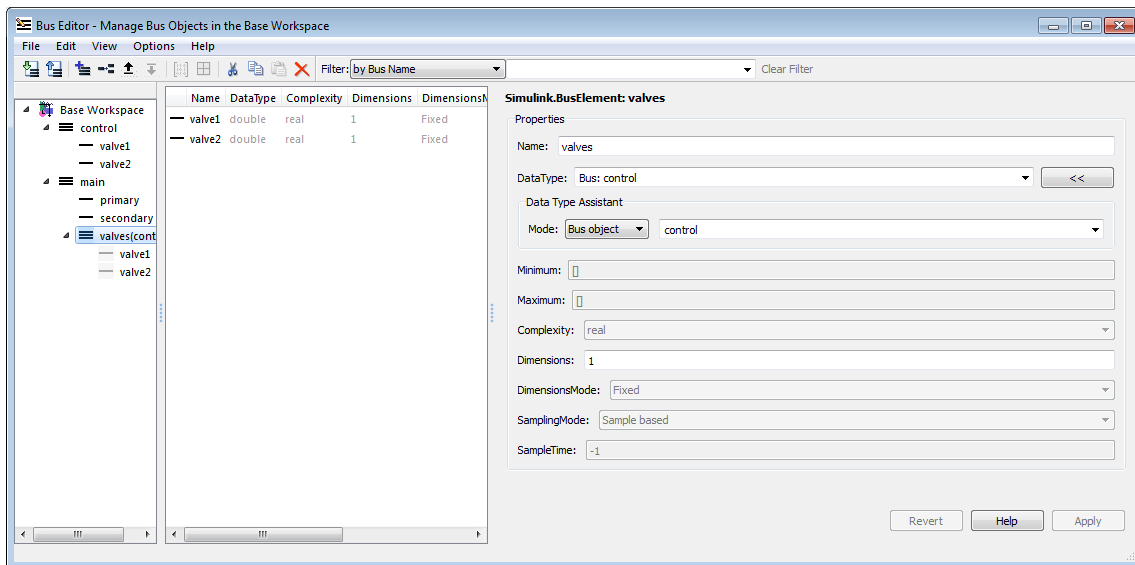 Bus Editor - Manage Bus Objects in the Base Workspace
File Edit View Options Help
Filter: by Bus Name Clear Filter
Base Workspace
control
valve1
valve2
main
primary
secondary
valves(cont
valve1
valve2
Name DataType Complexity Dimensions DimensionsM
valve1 double real 1 Fixed
valve2 double real 1 Fixed
Simulink.BusElement: valves
Properties
Name: valves
DataType: Bus: control <<
Data Type Assistant
Mode: Bus object control
Minimum: []
Maximum: []
Complexity: real
Dimensions: 1
DimensionsMode: Fixed
SamplingMode: Sample based
SampleTime: -1
Revert Help Apply